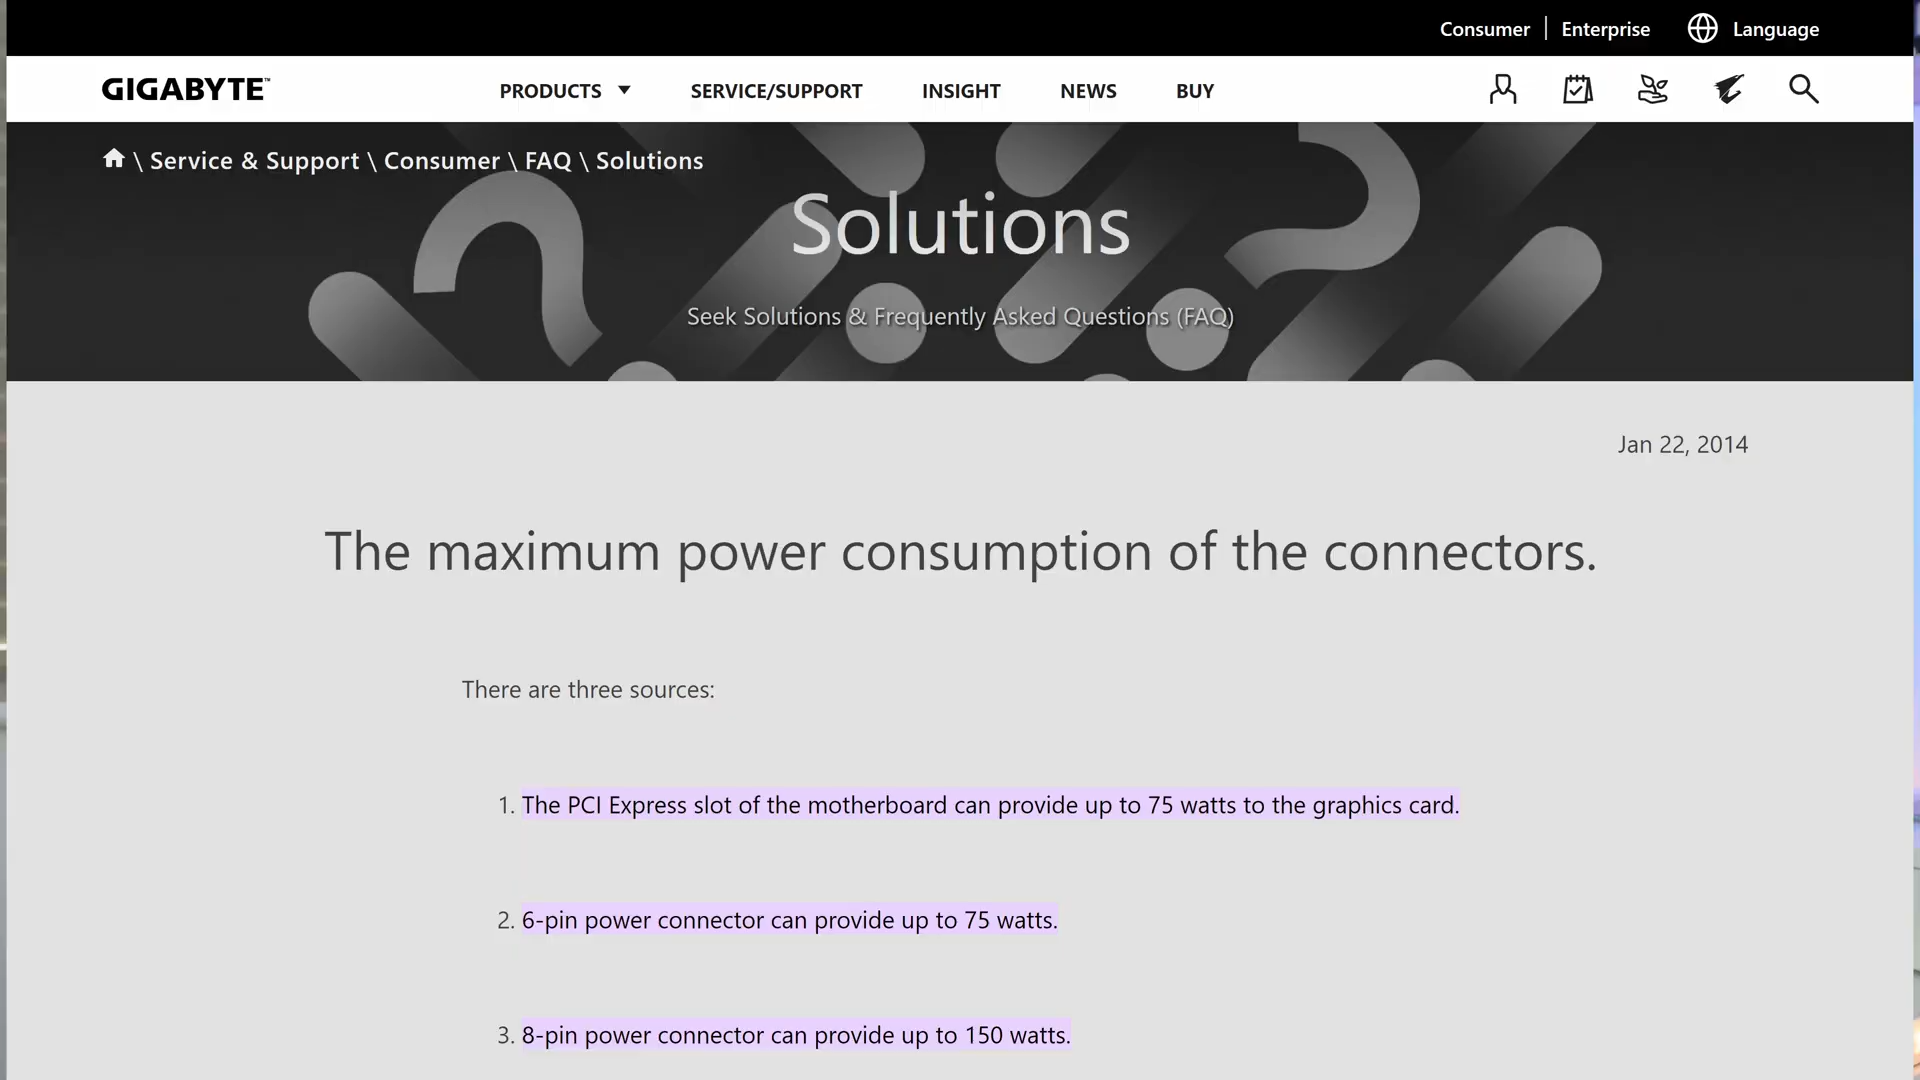 Consumer | Enterprise Language
GIGABYTE™ PRODUCTS SERVICE/SUPPORT INSIGHT NEWS BUY
\ Service & Support \ Consumer \ FAQ \ Solutions
Solutions
Seek Solutions & Frequently Asked Questions (FAQ)
Jan 22, 2014
The maximum power consumption of the connectors.
There are three sources:
1. The PCI Express slot of the motherboard can provide up to 75 watts to the graphics card.
2. 6-pin power connector can provide up to 75 watts.
3. 8-pin power connector can provide up to 150 watts.